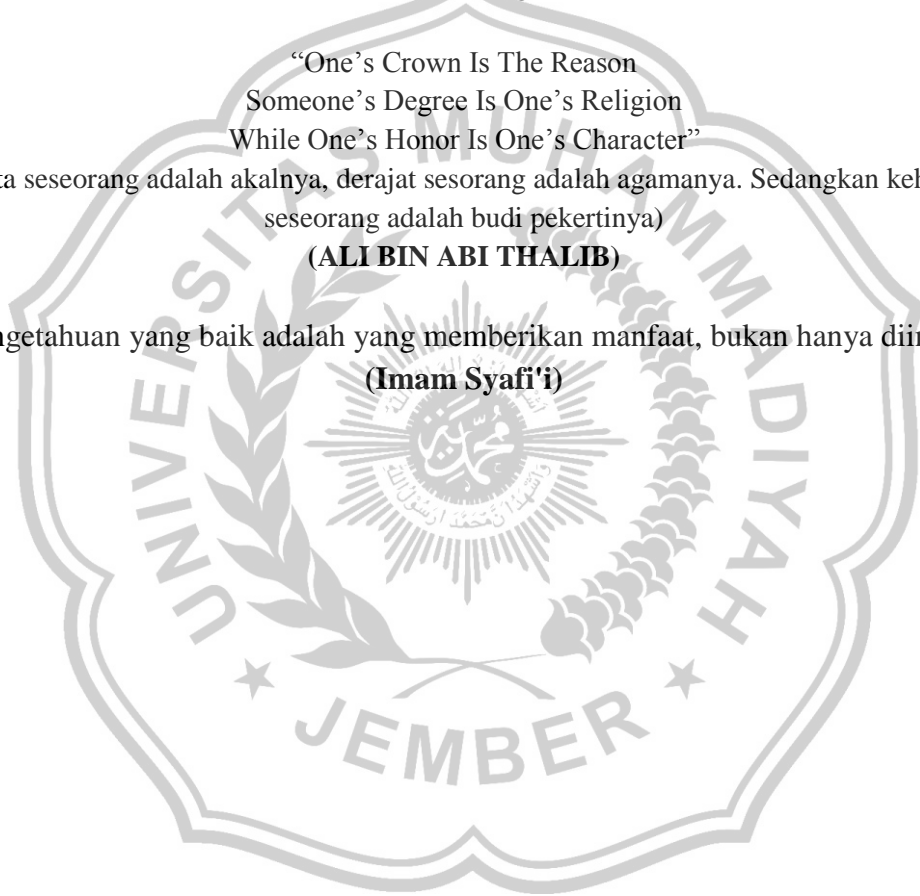 “One’s Crown Is The Reason
Someone’s Degree Is One’s Religion
While One’s Honor Is One’s Character”
seseorang adalah akalnya, derajat sesorang adalah agamanya. Sedangkan
seseorang adalah budi pekertinya)
(ALI BIN ABI THALIB)
yang baik adalah yang memberikan manfaat, bukan hanya
(Imam Syafi'i)
UNIVERSITAS MUHAMMADIYAH
JEMBER